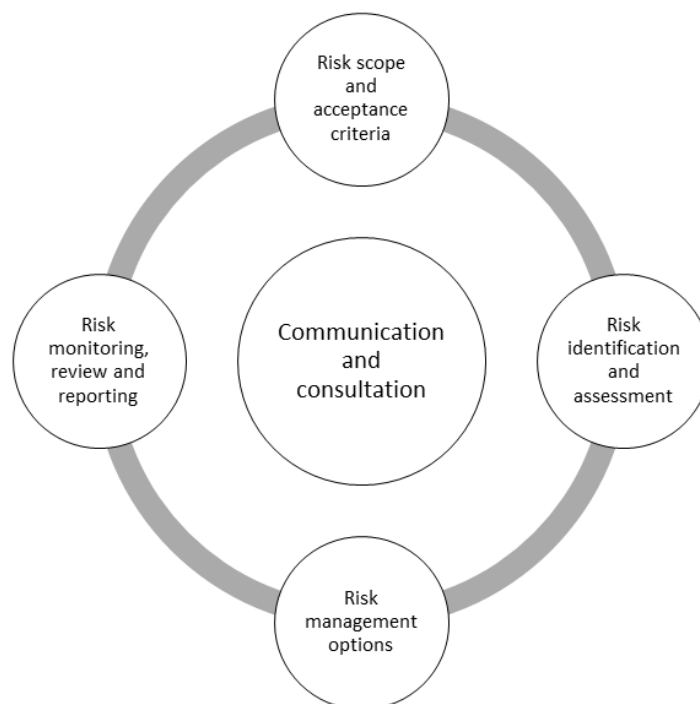 Risk scope
and
acceptance
criteria
Risk
identification
and
assessment
Risk
management
options
Risk
monitoring,
review and
reporting
Communication
and
consultation